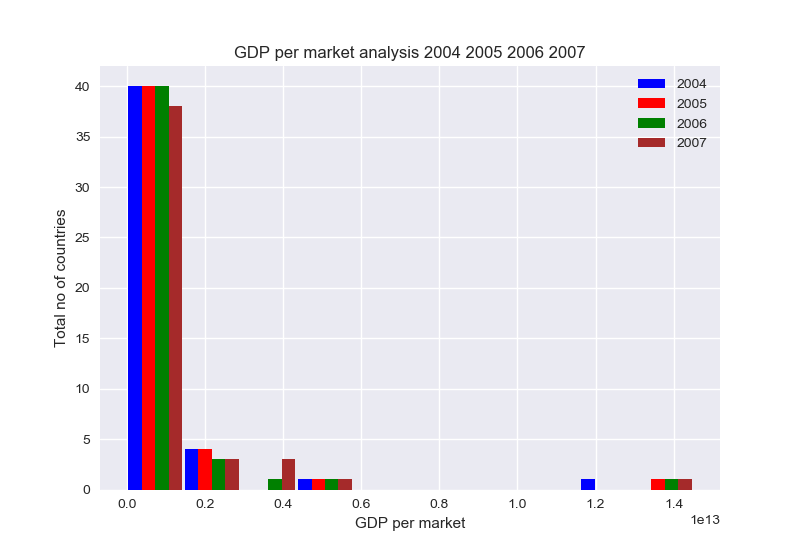 GDP per market analysis 2004 2005 2006 2007
2004
2005
2006
2007
Total no of countries
40
35
30
25
20
15
10
5
0
0.0 0.2 0.4 0.6 0.8 1.0 1.2 1.4
1e13
GDP per market